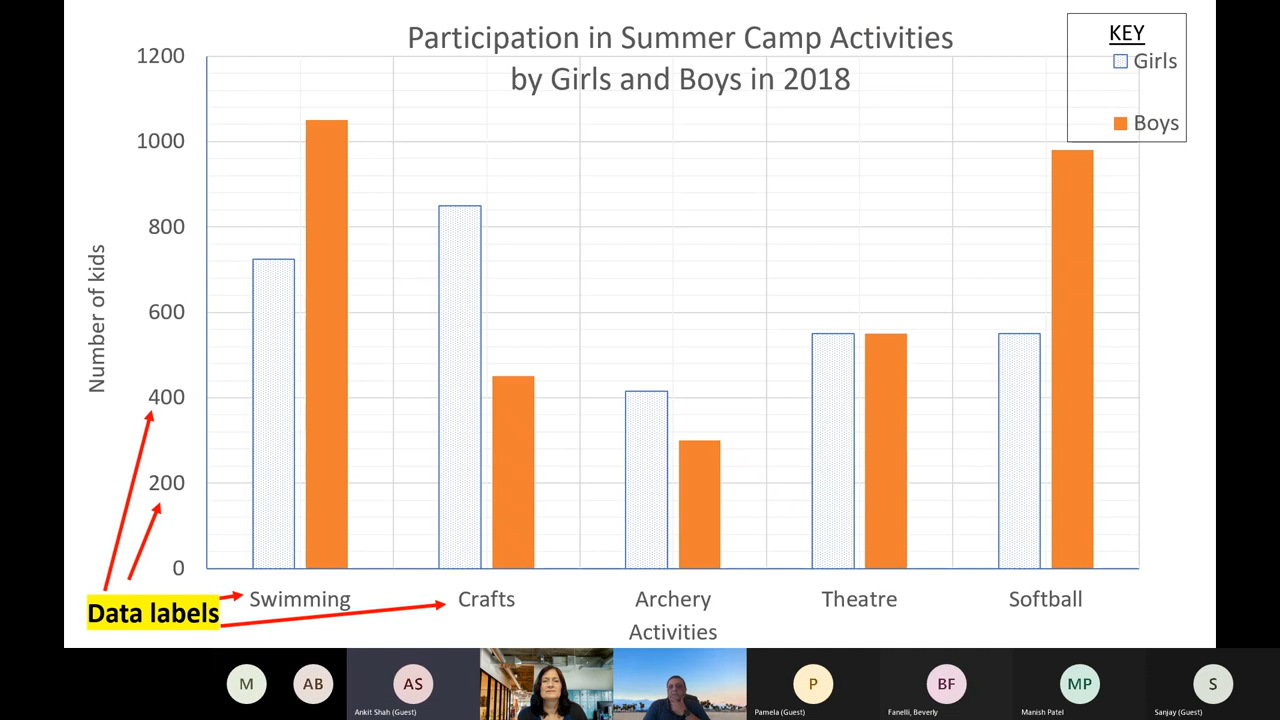 Participation in Summer Camp Activities
by Girls and Boys in 2018
KEY
Girls
Boys
1200
1000
800
600
400
200
0
Number of kids
Data labels
Swimming
Crafts
Archery
Theatre
Softball
Activities
M
AB
AS
P
BF
MP
S
Ankit Shah (Guest)
Pamela (Guest)
Fanelli, Beverly
Manish Patel
Sanjay (Guest)